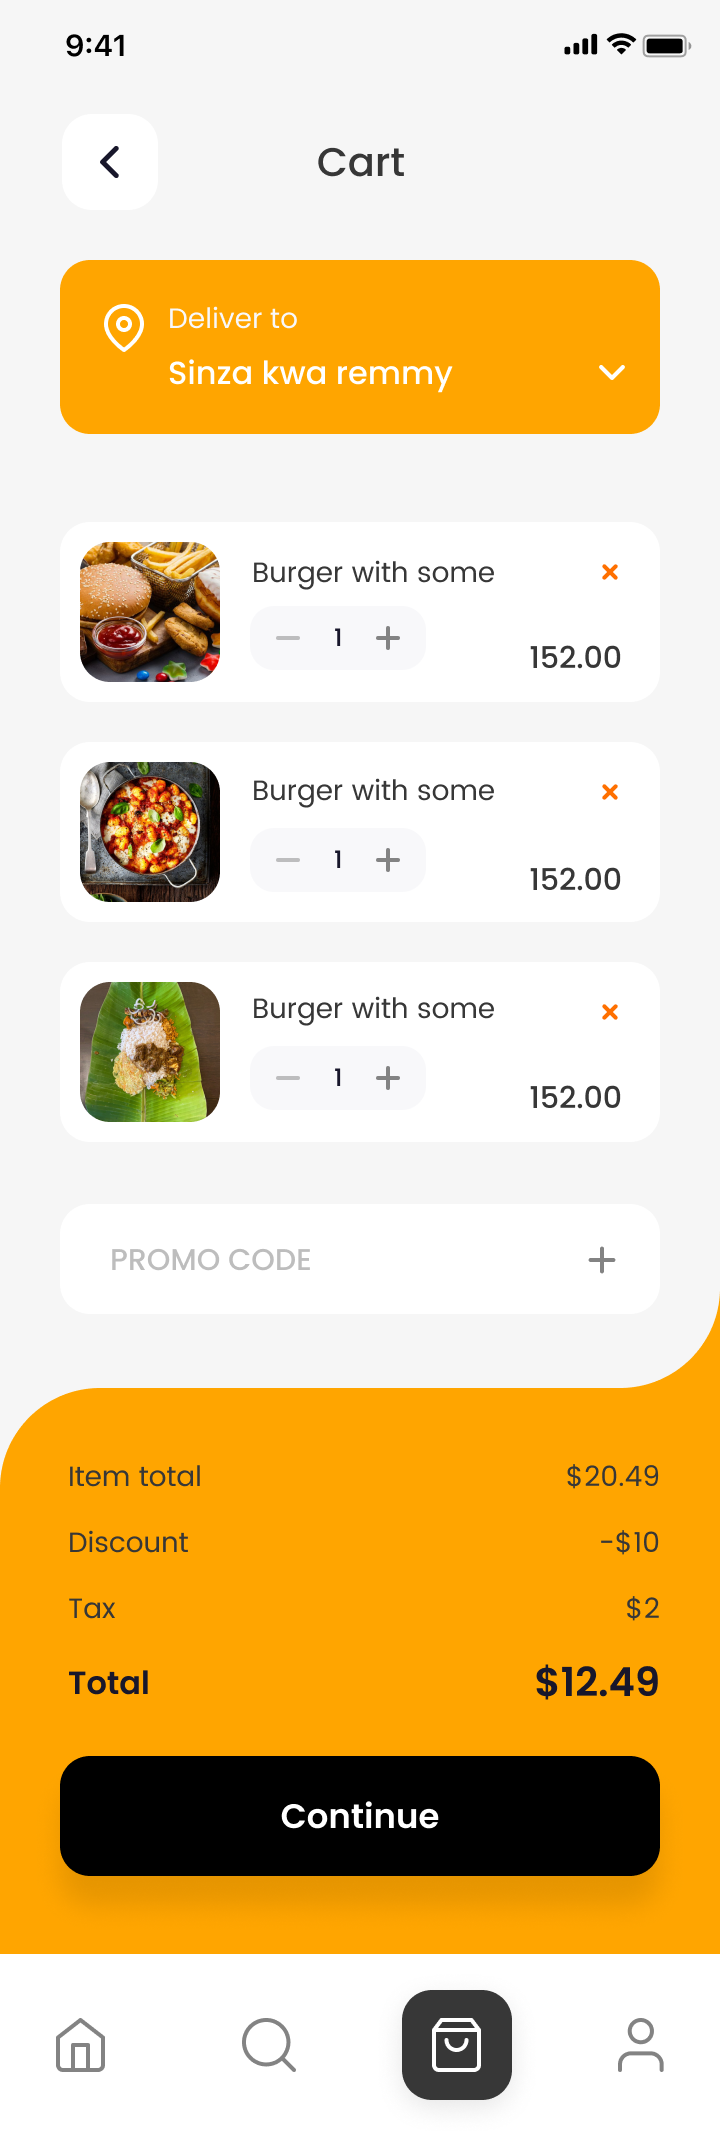 9:41
Cart
Deliver to
Sinza kwa remmy
Burger with some
1
152.00
Burger with some
1
152.00
Burger with some
1
152.00
PROMO CODE
Item total $20.49
Discount -$10
Tax $2
Total $12.49
Continue